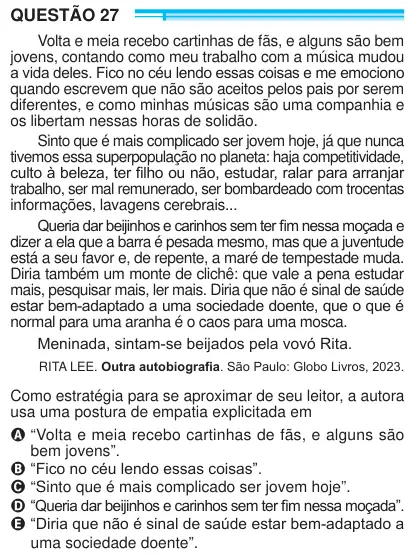 QUESTÃO 27
Volta e meia recebo cartinhas de fãs, e alguns são bem
jovens, contando como meu trabalho com a música mudou
a vida deles. Fico no céu lendo essas coisas e me emociono
quando escrevem que não são aceitos pelos pais por serem
diferentes, e como minhas músicas são uma companhia e
os libertam nessas horas de solidão.
Sinto que é mais complicado ser jovem hoje, já que nunca
tivemos essa superpopulação no planeta: haja competitividade,
culto à beleza, ter filho ou não, estudar, ralar para arranjar
trabalho, ser mal remunerado, ser bombardeado com trocentas
informações, lavagens cerebrais...
Queria dar beijinhos e carinhos sem ter fim nessa moçada e
dizer a ela que a barra é pesada mesmo, mas que a juventude
está a seu favor e, de repente, a maré de tempestade muda.
Diria também um monte de clichê: que vale a pena estudar
mais, pesquisar mais, ler mais. Diria que não é sinal de saúde
estar bem-adaptado a uma sociedade doente, que o que é
normal para uma aranha é o caos para uma mosca.
Meninada, sintam-se beijados pela vovó Rita.
RITA LEE. Outra autobiografia. São Paulo: Globo Livros, 2023.
Como estratégia para se aproximar de seu leitor, a autora
usa uma postura de empatia explicitada em
A “Volta e meia recebo cartinhas de fãs, e alguns são
bem jovens”.
B “Fico no céu lendo essas coisas”.
C “Sinto que é mais complicado ser jovem hoje”.
D “Queria dar beijinhos e carinhos sem ter fim nessa moçada”.
E “Diria que não é sinal de saúde estar bem-adaptado a
uma sociedade doente”.